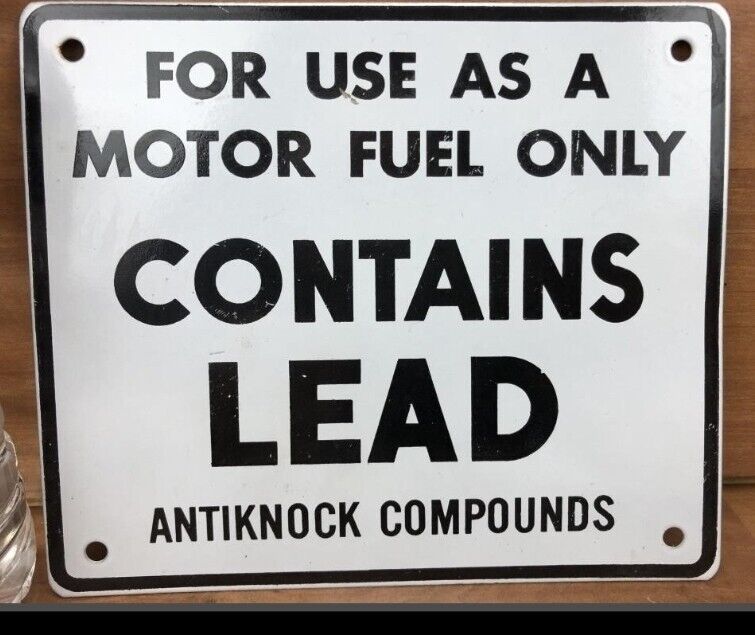 FOR USE AS A
MOTOR FUEL ONLY
CONTAINS
LEAD
ANTIKNOCK COMPOUNDS